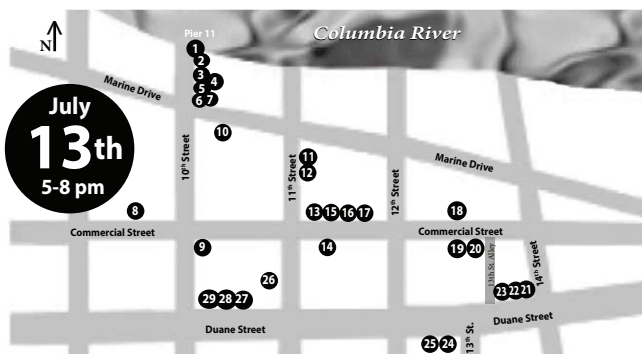 Pier 11
Columbia River
N
1
2
3
4
5
6
7
Marine Drive
July
13th
5-8 pm
10
10th Street
11th Street
12th Street
11
12
Marine Drive
8
13
15
16
17
18
Commercial Street
Commercial Street
9
14
19
20
13th St. Alley
14th Street
26
29
28
27
23
22
21
Duane Street
Duane Street
25
24
13th St.